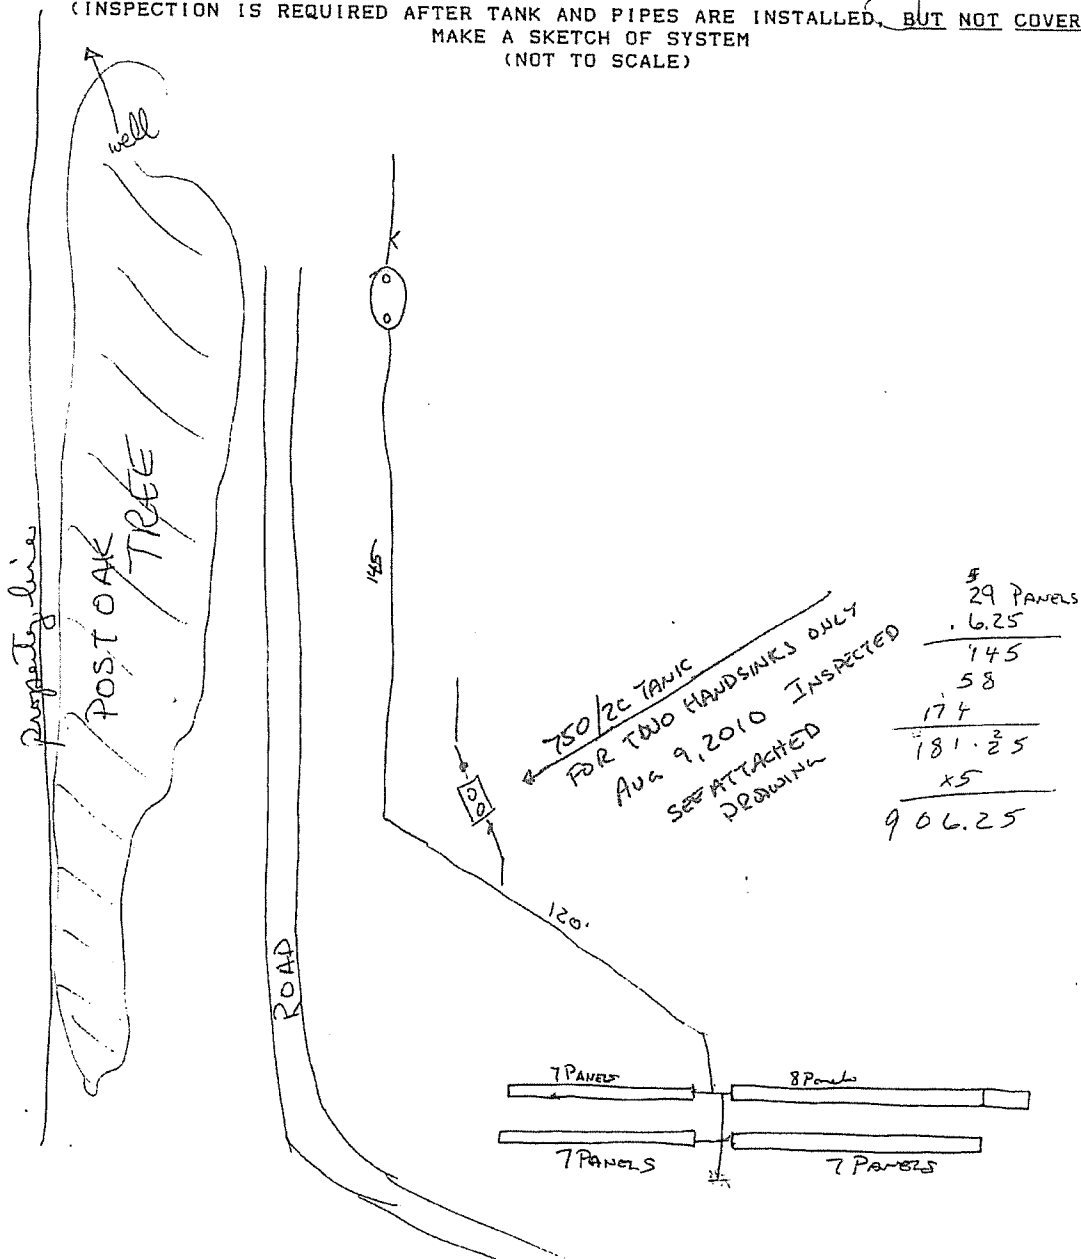 (INSPECTION IS REQUIRED AFTER TANK AND PIPES ARE INSTALLED, BUT NOT COVER
MAKE A SKETCH OF SYSTEM
(NOT TO SCALE)
well
property line
POST OAK
TREE
ROAD
145
120.
750/2C TANK
FOR TWO HANDSINKS ONLY
AUG 9, 2010 INSPECTED
SEE ATTACHED
DRAWING
29 PANELS
6.25
145
58
174
181.25
x5
906.25
7 PANELS
8 Panels
7 PANELS
7 PANELS